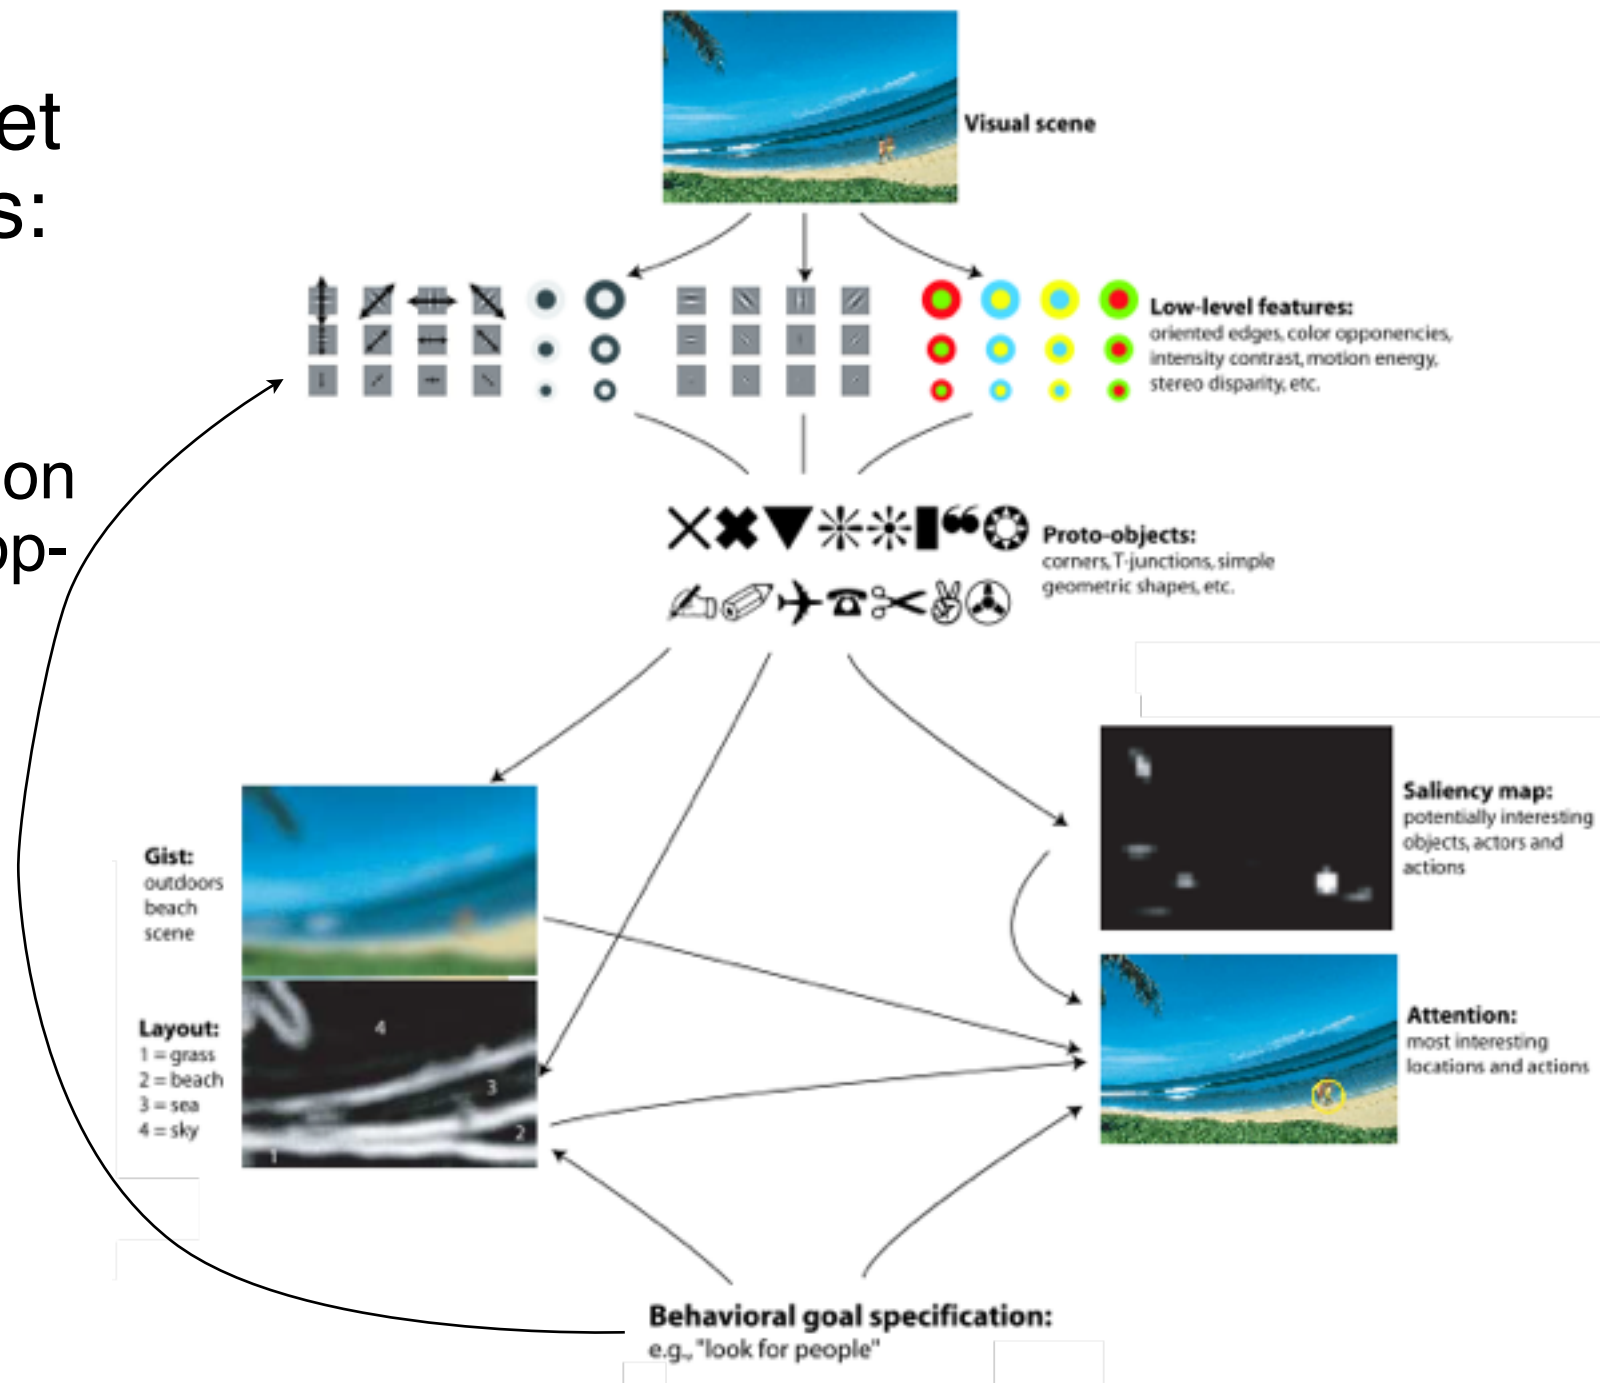 et
s:
on
op-
Visual scene
Low-level features:
oriented edges, color opponencies,
intensity contrast, motion energy,
stereo disparity, etc.
Proto-objects:
corners, T-junctions, simple
geometric shapes, etc.
Saliency map:
potentially interesting
objects, actors and
actions
Gist:
outdoors
beach
scene
Layout:
1 = grass
2 = beach
3 = sea
4 = sky
4
3
2
1
Attention:
most interesting
locations and actions
Behavioral goal specification:
e.g., "look for people"